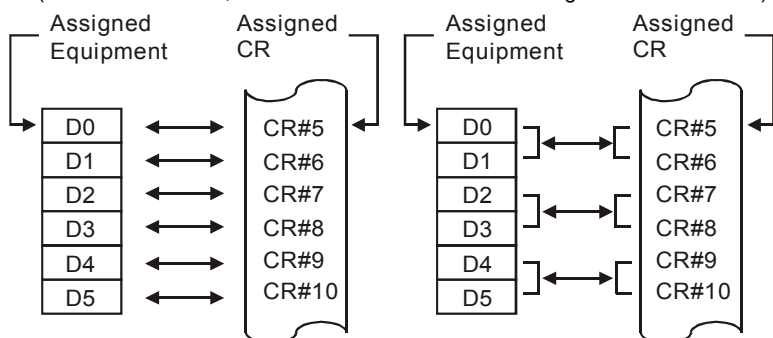 Assigned Equipment
Assigned CR
D0
CR#5
D1
CR#6
D2
CR#7
D3
CR#8
D4
CR#9
D5
CR#10
Assigned Equipment
Assigned CR
D0
CR#5
D1
CR#6
D2
CR#7
D3
CR#8
D4
CR#9
D5
CR#10